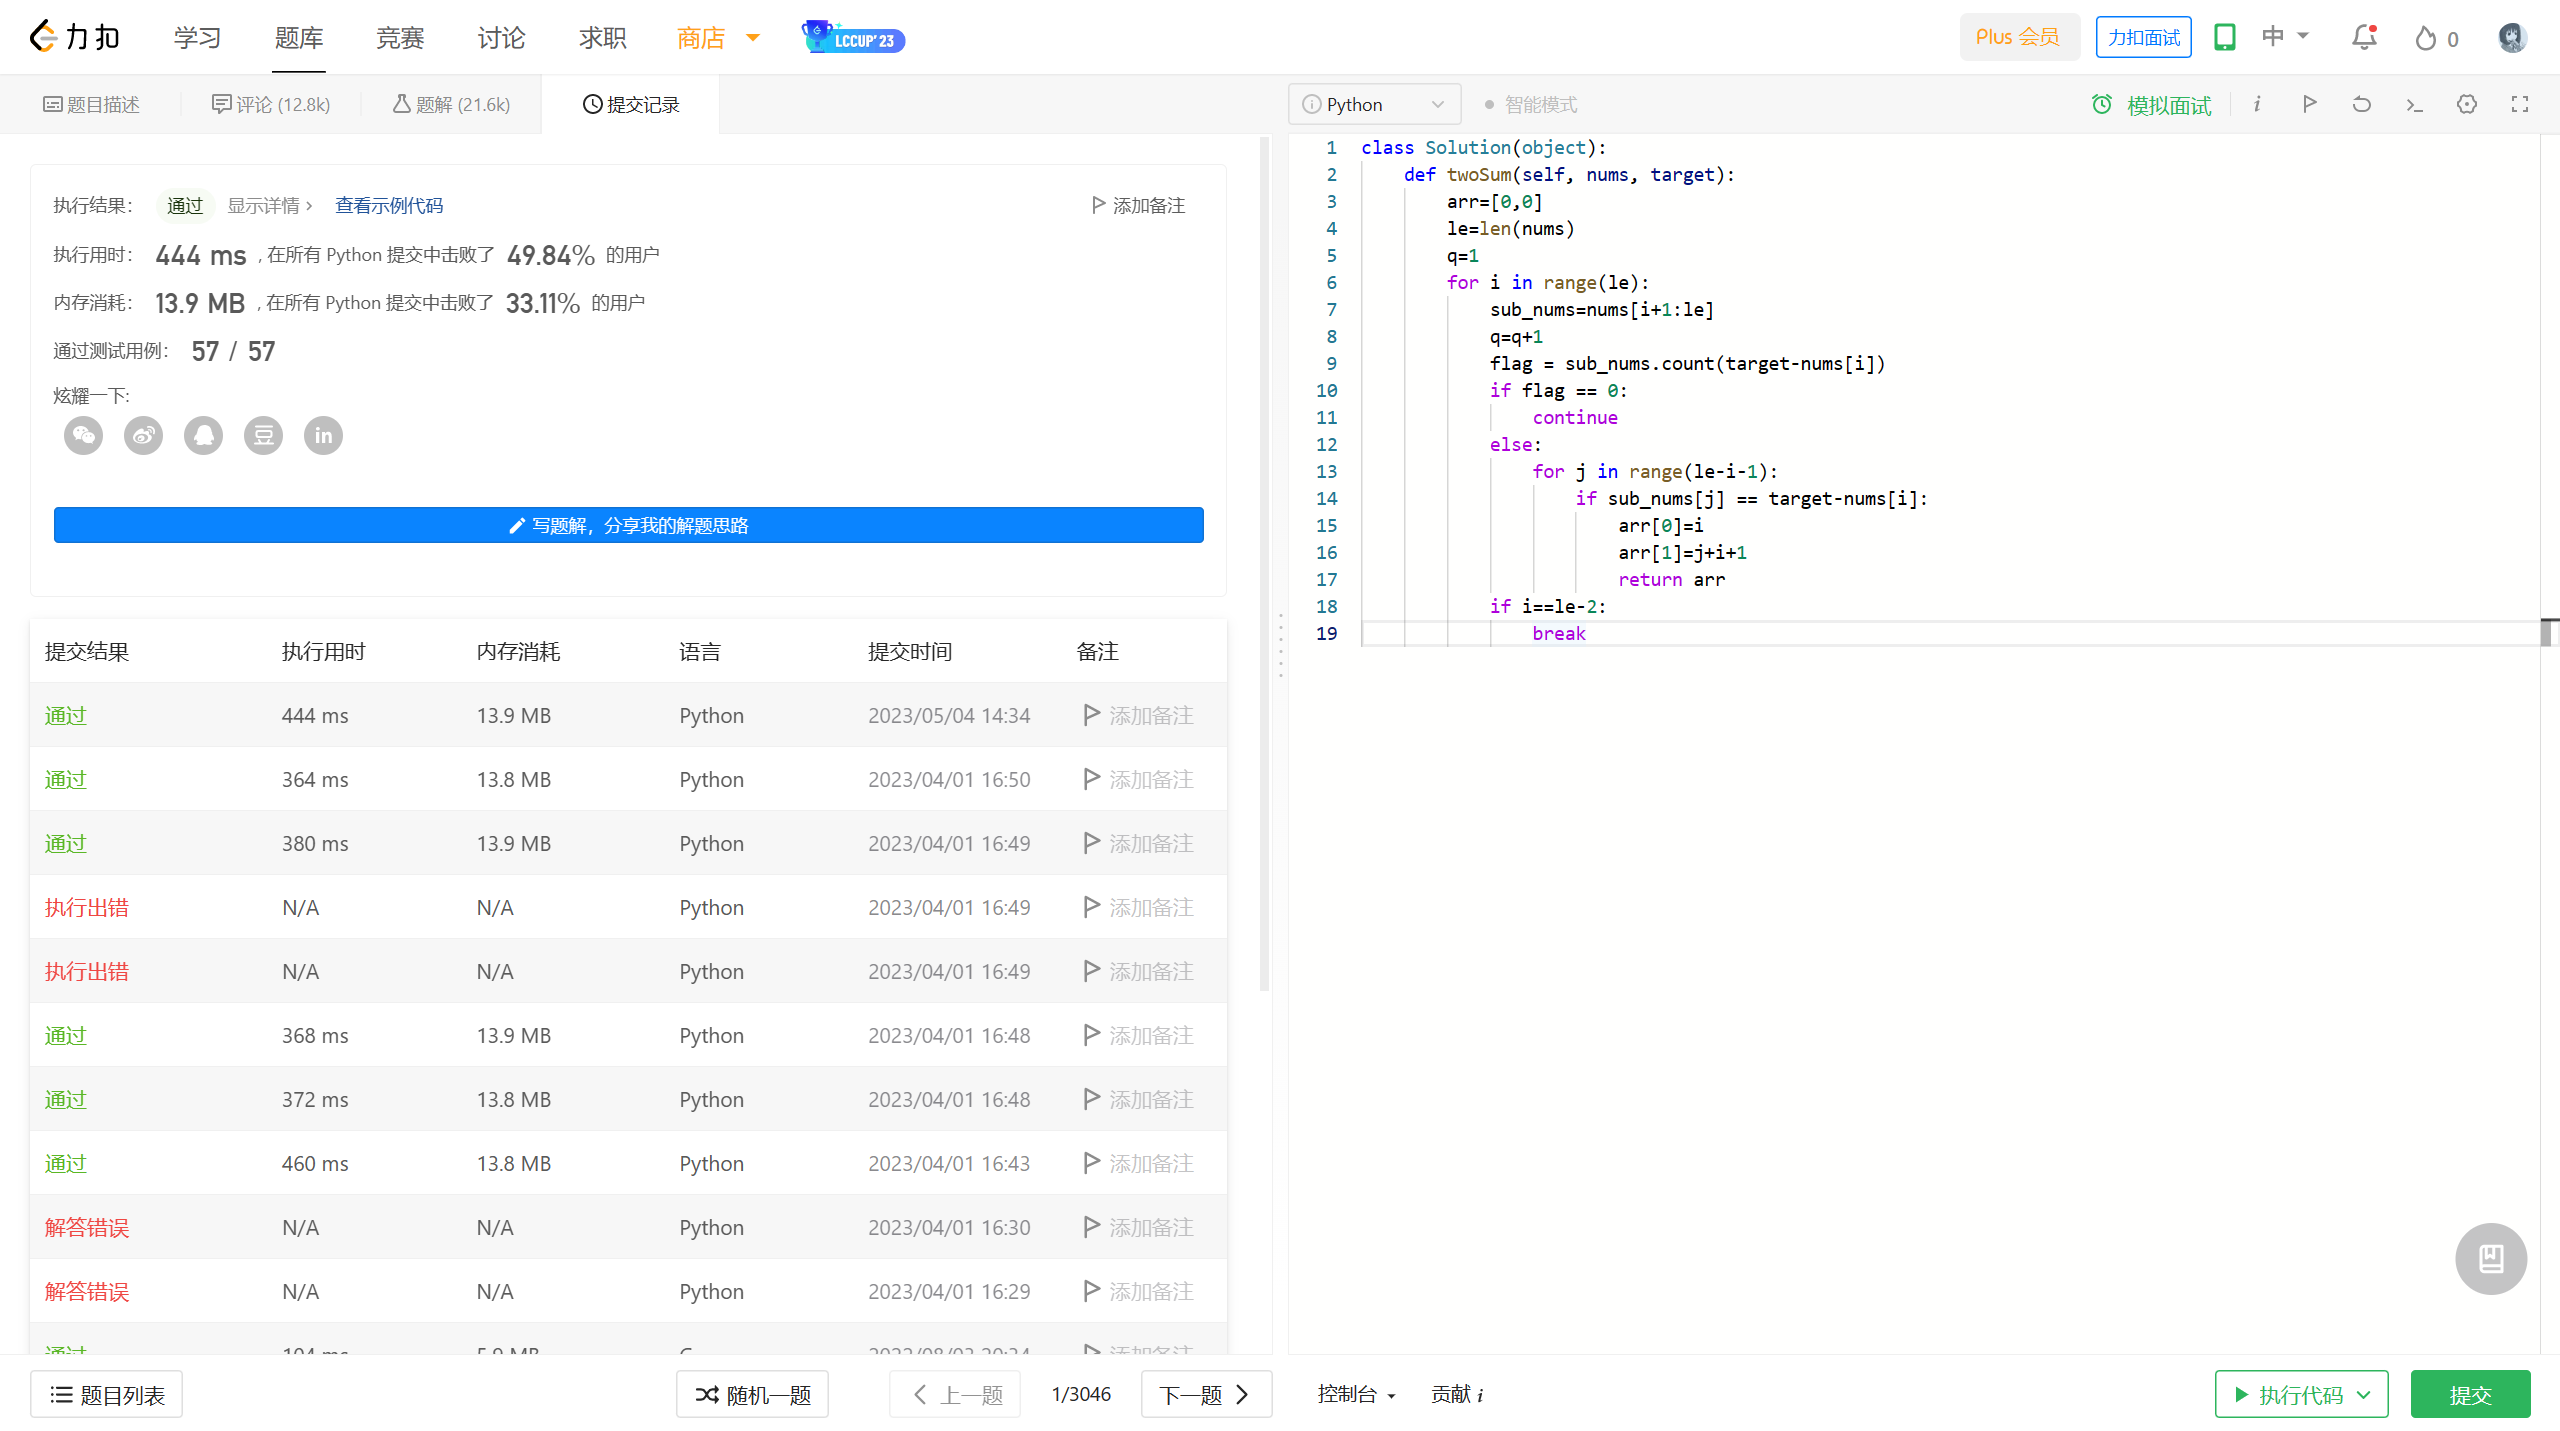 力扣 学习 题库 竞赛 讨论 求职 商店 LCCUP'23 Plus 会员 力扣面试 中 0
题目描述 评论 (12.8k) 题解 (21.6k) 提交记录
执行结果： 通过 显示详情 › 查看示例代码 添加备注
执行用时： 444 ms , 在所有 Python 提交中击败了 49.84% 的用户
内存消耗： 13.9 MB , 在所有 Python 提交中击败了 33.11% 的用户
通过测试用例： 57 / 57
炫耀一下:
写题解，分享我的解题思路
提交结果 执行用时 内存消耗 语言 提交时间 备注
通过 444 ms 13.9 MB Python 2023/05/04 14:34 添加备注
通过 364 ms 13.8 MB Python 2023/04/01 16:50 添加备注
通过 380 ms 13.9 MB Python 2023/04/01 16:49 添加备注
执行出错 N/A N/A Python 2023/04/01 16:49 添加备注
执行出错 N/A N/A Python 2023/04/01 16:49 添加备注
通过 368 ms 13.9 MB Python 2023/04/01 16:48 添加备注
通过 372 ms 13.8 MB Python 2023/04/01 16:48 添加备注
通过 460 ms 13.8 MB Python 2023/04/01 16:43 添加备注
解答错误 N/A N/A Python 2023/04/01 16:30 添加备注
解答错误 N/A N/A Python 2023/04/01 16:29 添加备注
题目列表 随机一题 上一题 1/3046 下一题
Python 智能模式 模拟面试
1 class Solution(object):
2 def twoSum(self, nums, target):
3 arr=[0,0]
4 le=len(nums)
5 q=1
6 for i in range(le):
7 sub_nums=nums[i+1:le]
8 q=q+1
9 flag = sub_nums.count(target-nums[i])
10 if flag == 0:
11 continue
12 else:
13 for j in range(le-i-1):
14 if sub_nums[j] == target-nums[i]:
15 arr[0]=i
16 arr[1]=j+i+1
17 return arr
18 if i==le-2:
19 break
控制台 贡献 i 执行代码 提交